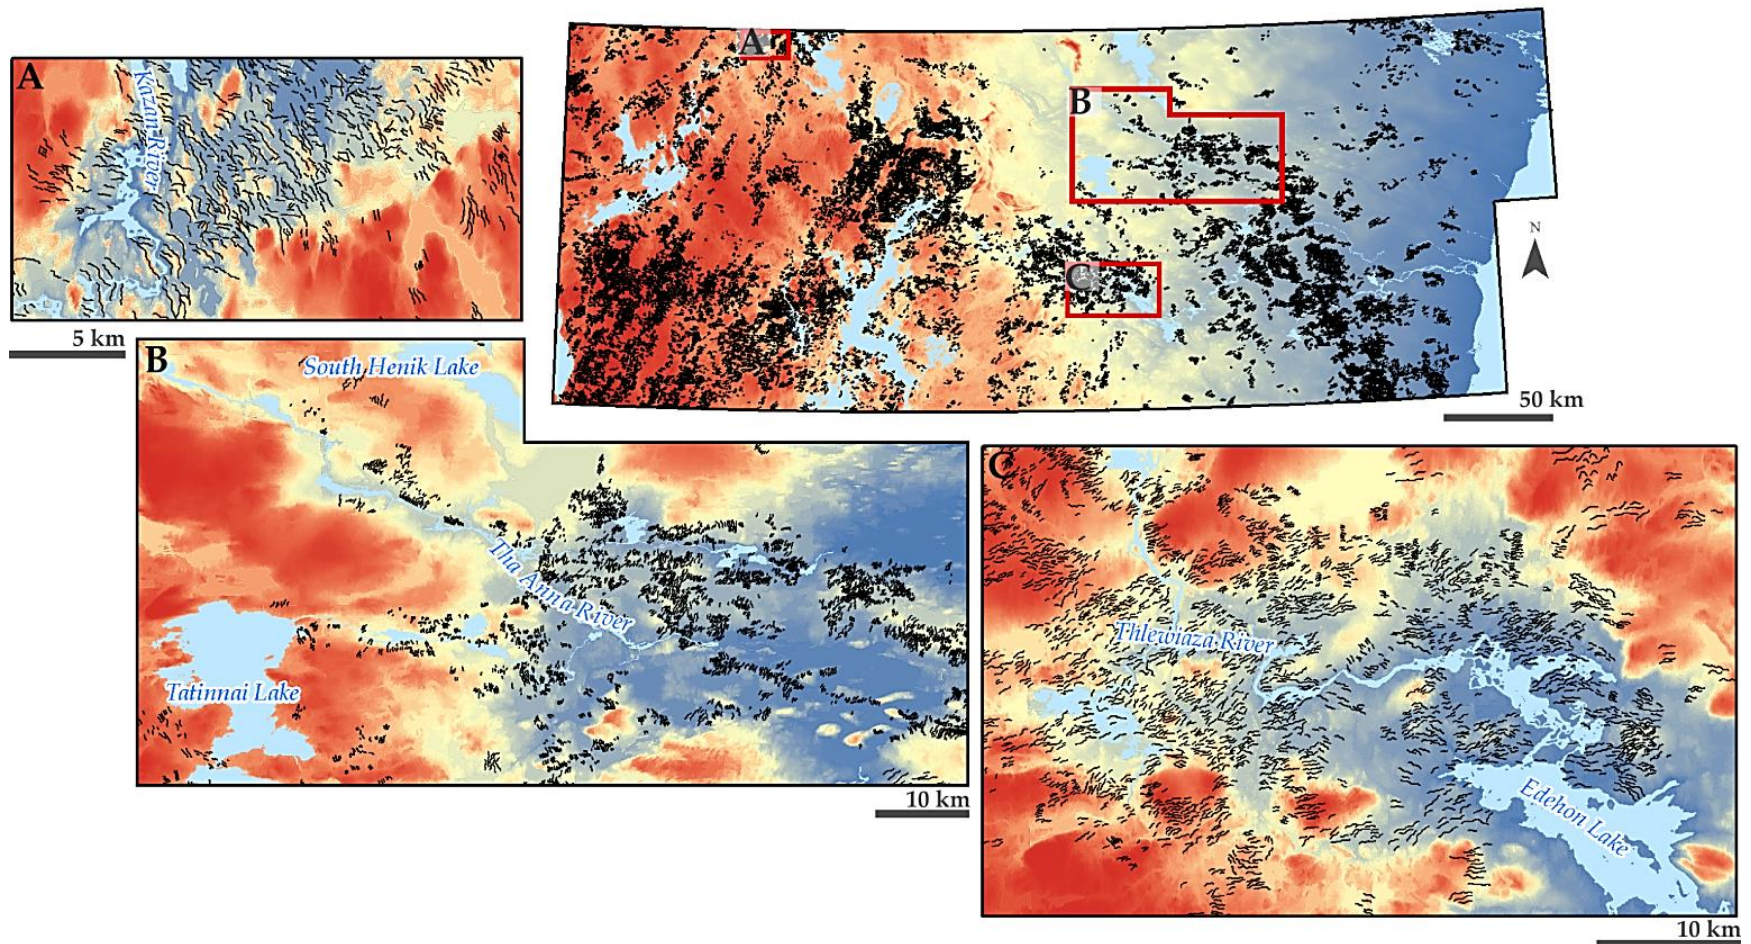 A
Kazan River
5 km
A
B
C
N
50 km
B
South Henik Lake
Tha Anna River
Tatinnai Lake
10 km
C
Thlewiaza River
Edehon Lake
10 km